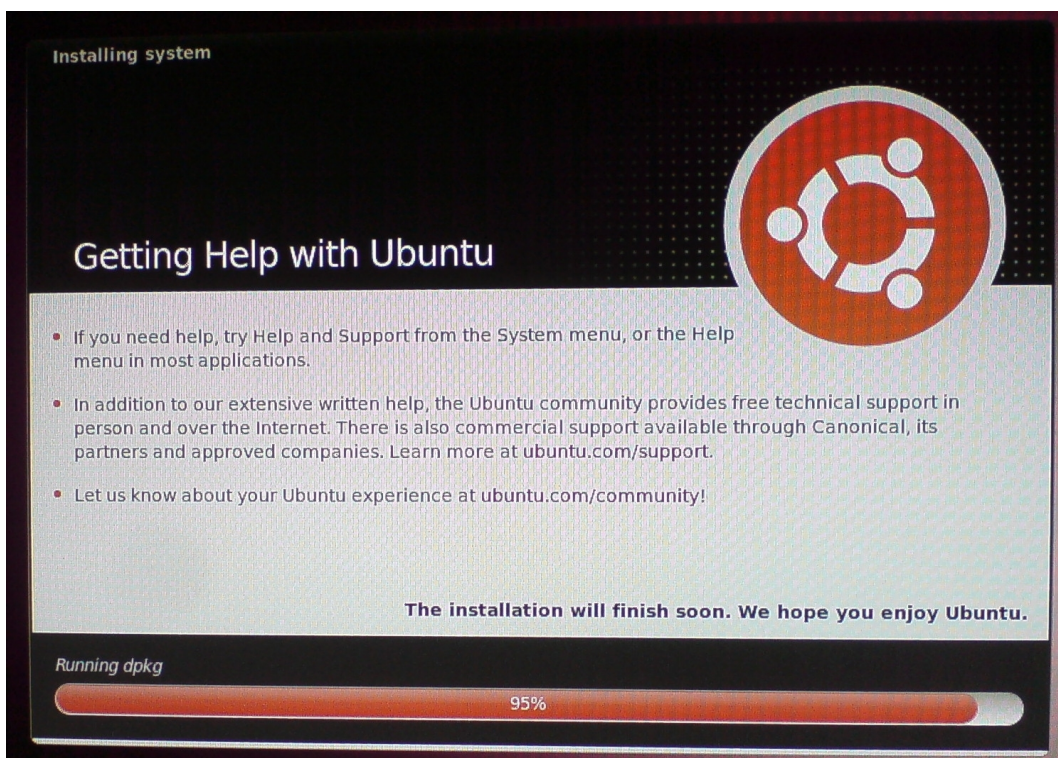 Installing system
Getting Help with Ubuntu
If you need help, try Help and Support from the System menu, or the Help
menu in most applications.
In addition to our extensive written help, the Ubuntu community provides free technical support in
person and over the Internet. There is also commercial support available through Canonical, its
partners and approved companies. Learn more at ubuntu.com/support.
Let us know about your Ubuntu experience at ubuntu.com/community!
The installation will finish soon. We hope you enjoy Ubuntu.
Running dpkg
95%